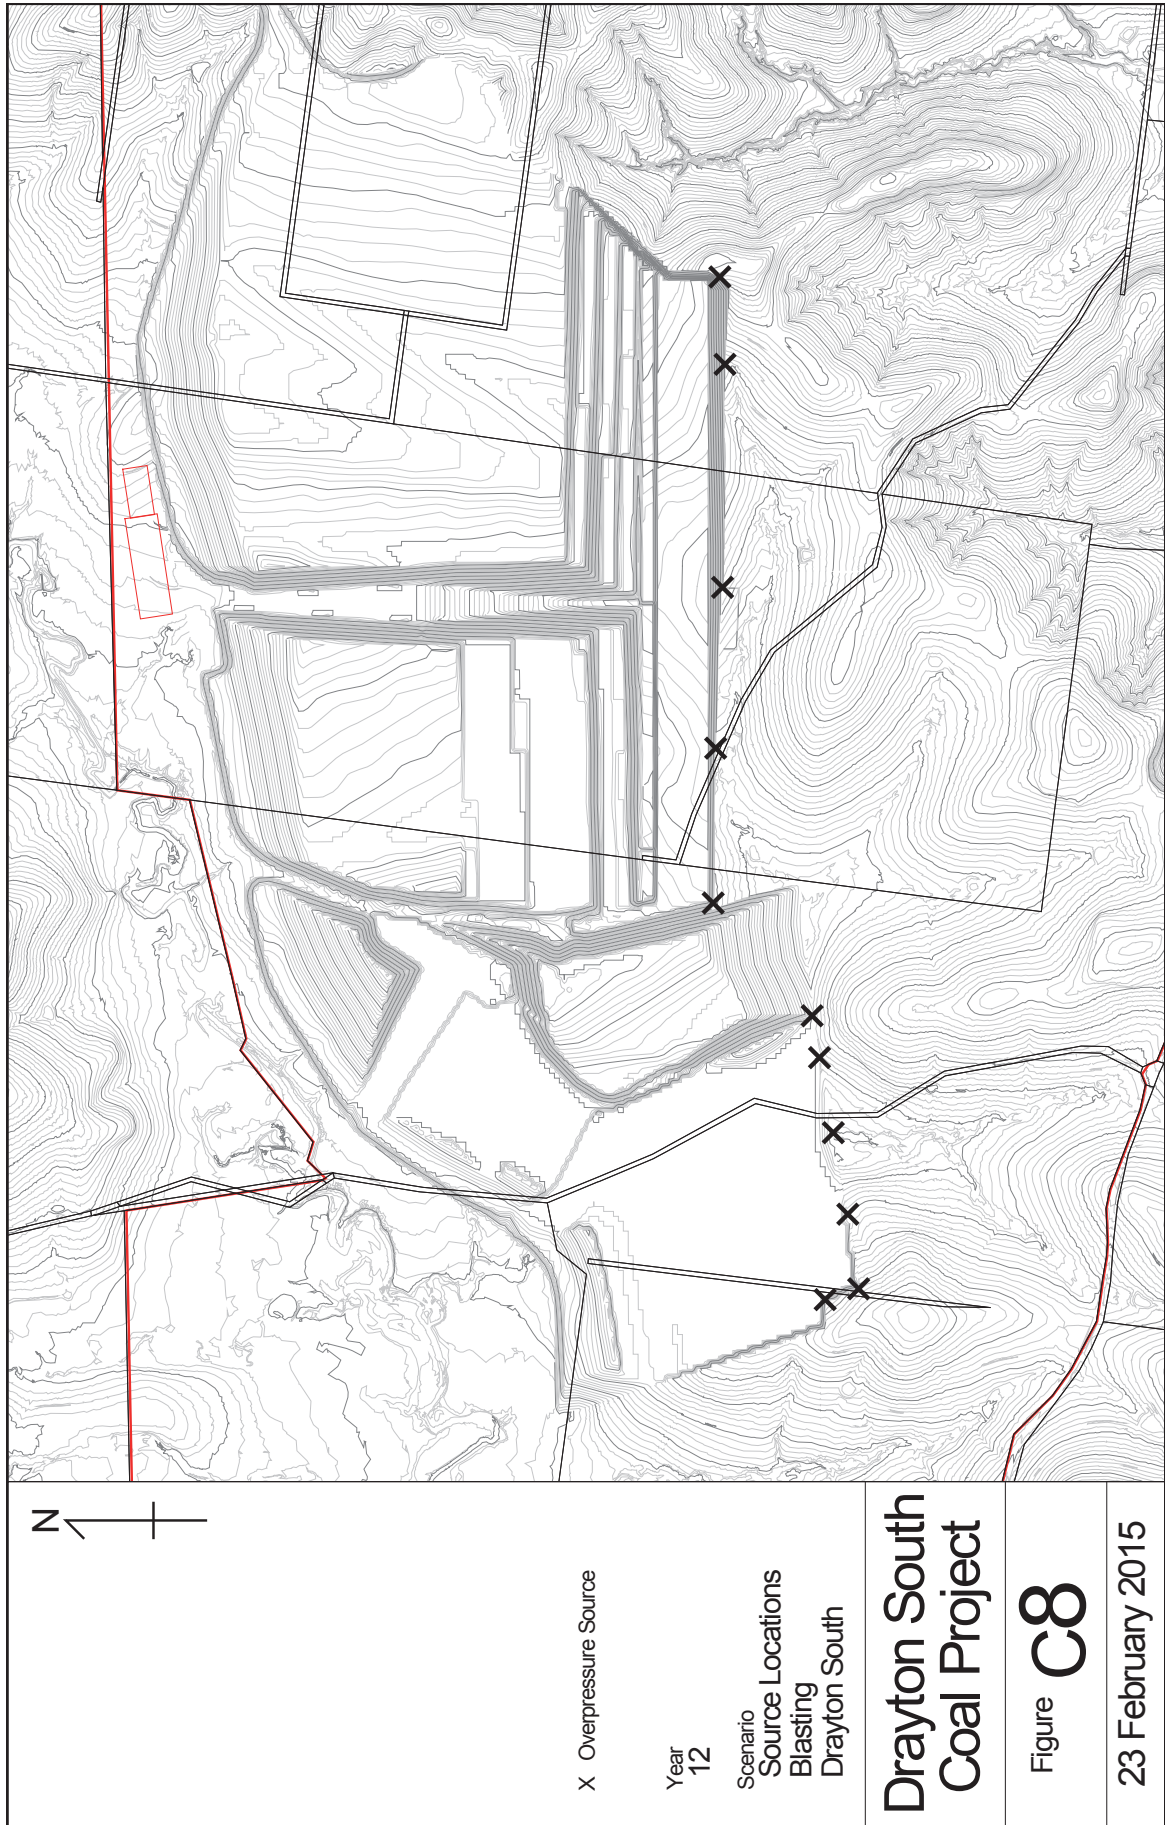 N
X Overpressure Source
Year
12
Scenario
Source Locations
Blasting
Drayton South
Drayton South
Coal Project
Figure C8
23 February 2015